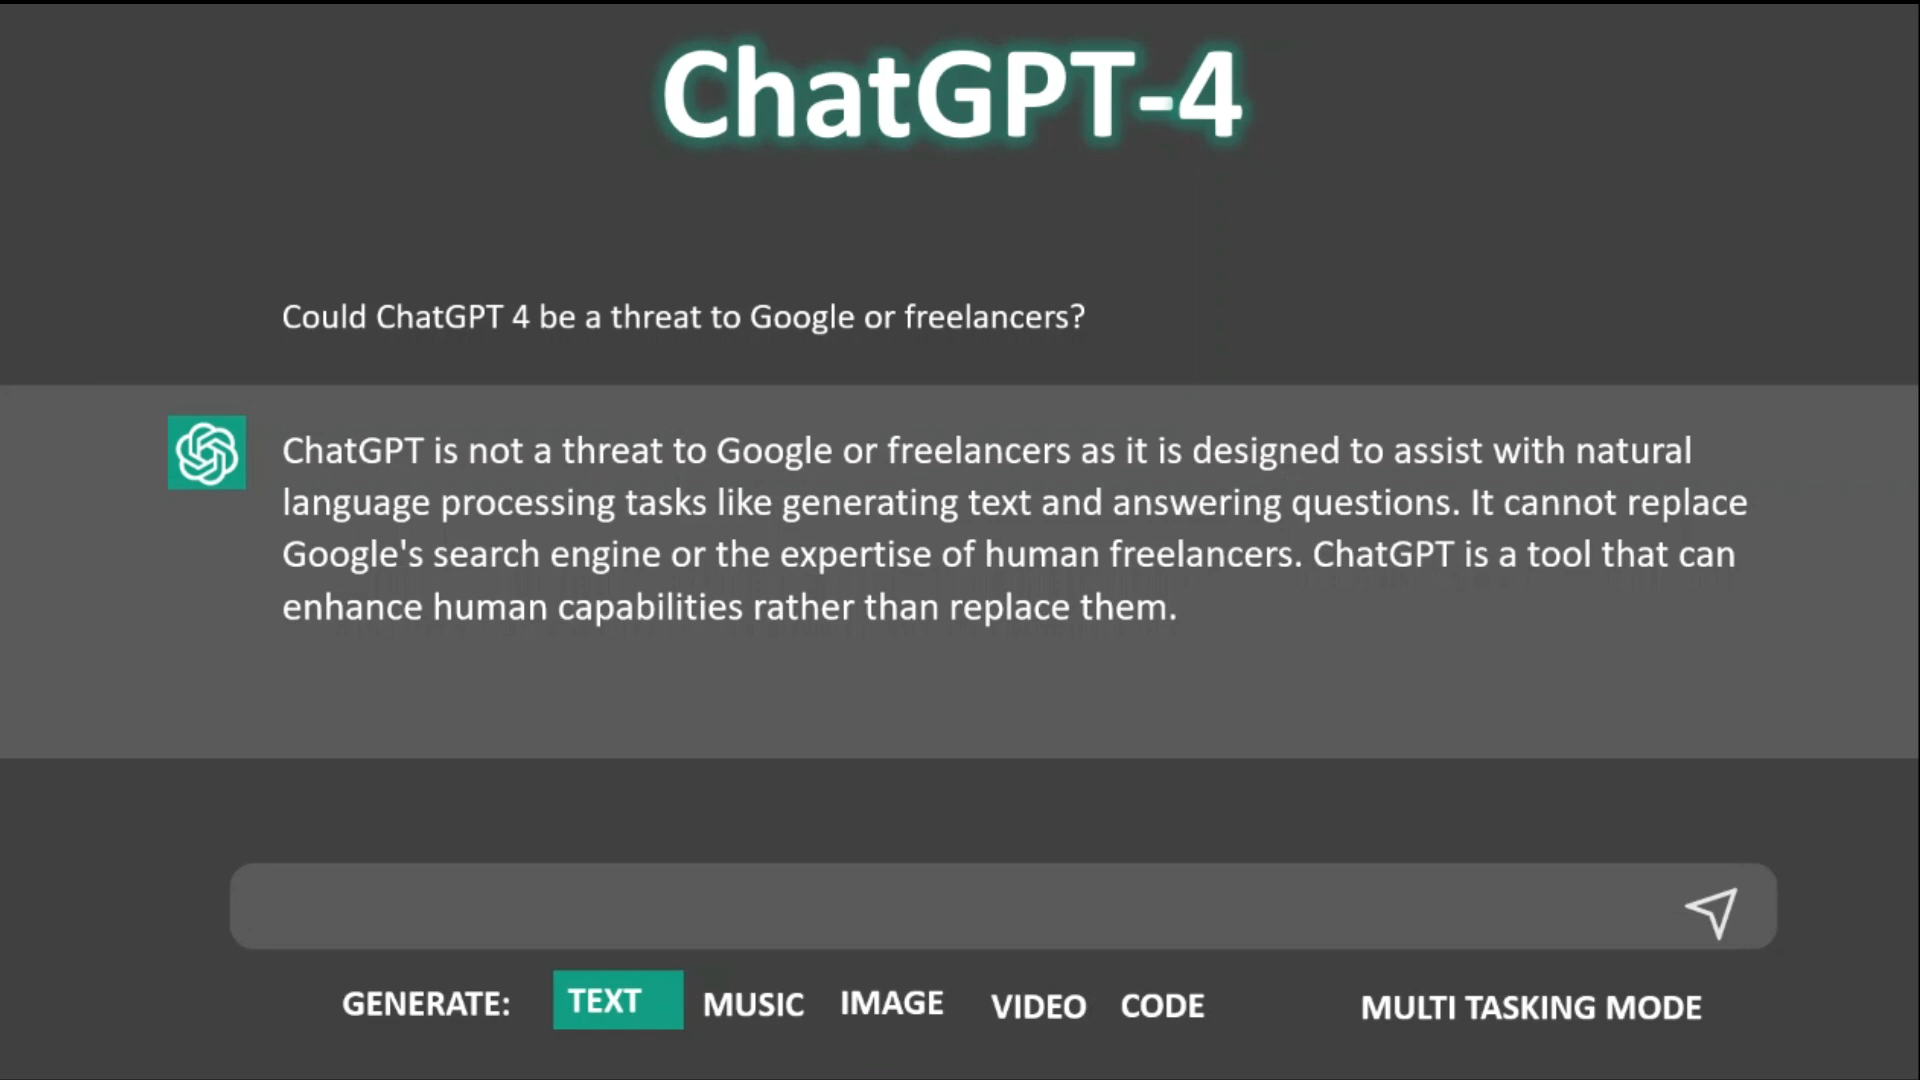 ChatGPT-4
Could ChatGPT 4 be a threat to Google or freelancers?
ChatGPT is not a threat to Google or freelancers as it is designed to assist with natural
language processing tasks like generating text and answering questions. It cannot replace
Google's search engine or the expertise of human freelancers. ChatGPT is a tool that can
enhance human capabilities rather than replace them.
GENERATE: TEXT MUSIC IMAGE VIDEO CODE MULTI TASKING MODE